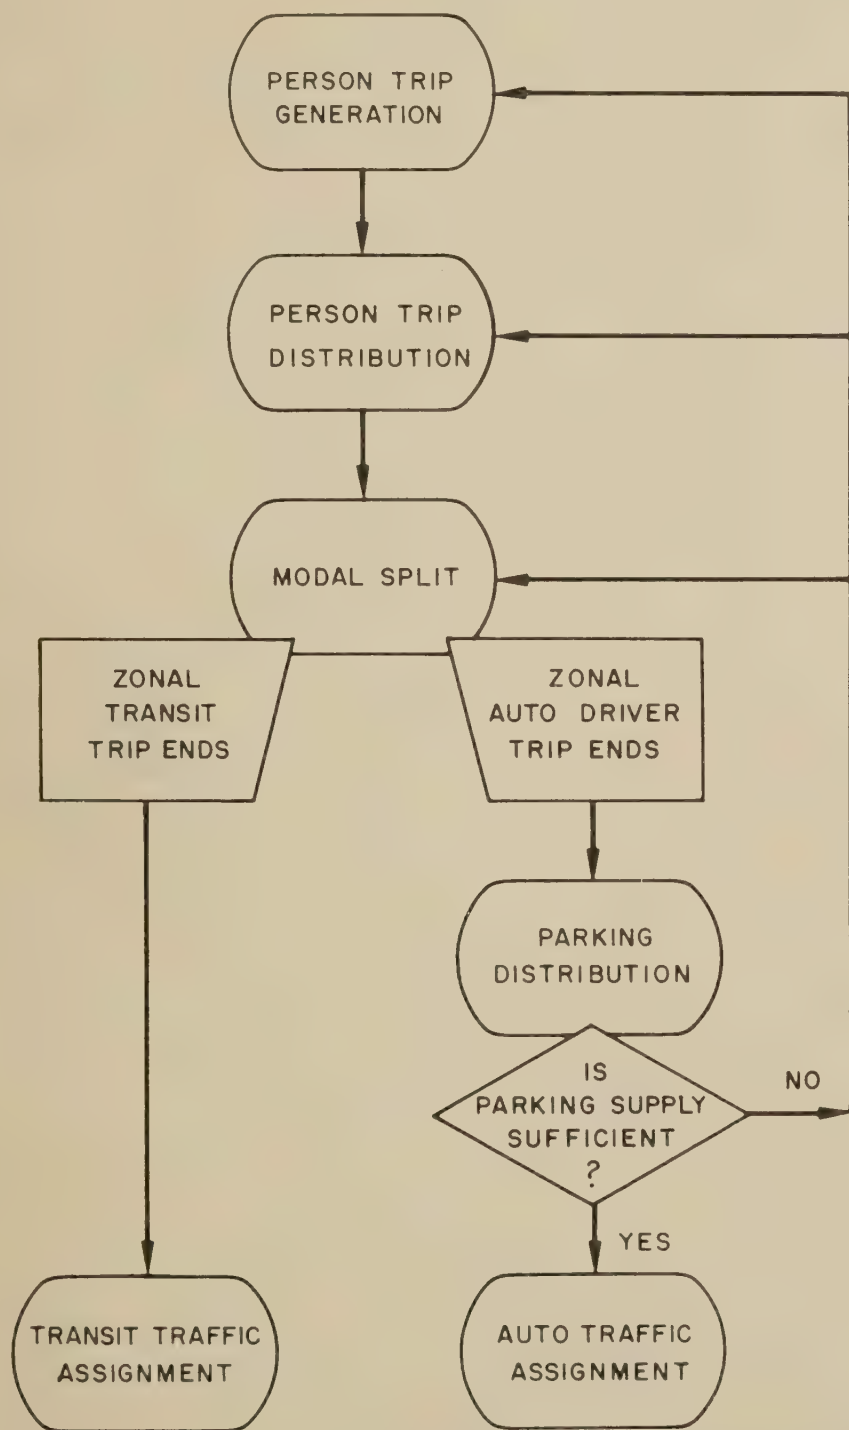 PERSON TRIP
GENERATION
PERSON TRIP
DISTRIBUTION
MODAL SPLIT
ZONAL
TRANSIT
TRIP ENDS
ZONAL
AUTO DRIVER
TRIP ENDS
PARKING
DISTRIBUTION
IS
PARKING SUPPLY
SUFFICIENT
?
NO
YES
TRANSIT TRAFFIC
ASSIGNMENT
AUTO TRAFFIC
ASSIGNMENT